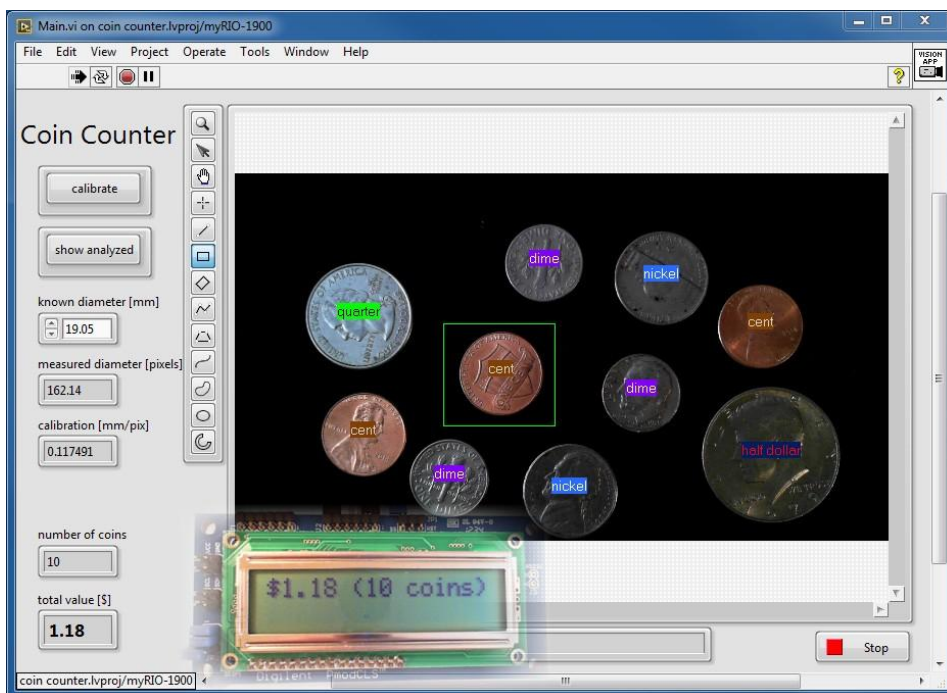 Main.vi on coin counter.lvproj/myRIO-1900
File Edit View Project Operate Tools Window Help
VISION
APP
Coin Counter
calibrate
show analyzed
known diameter [mm]
19.05
measured diameter [pixels]
162.14
calibration [mm/pix]
0.117491
number of coins
10
total value [$]
1.18
dime
nickel
quarter
cent
cent
dime
cent
half dollar
dime
nickel
$1.18 (10 coins)
Digilent PmodCLS
Stop
coin counter.lvproj/myRIO-1900